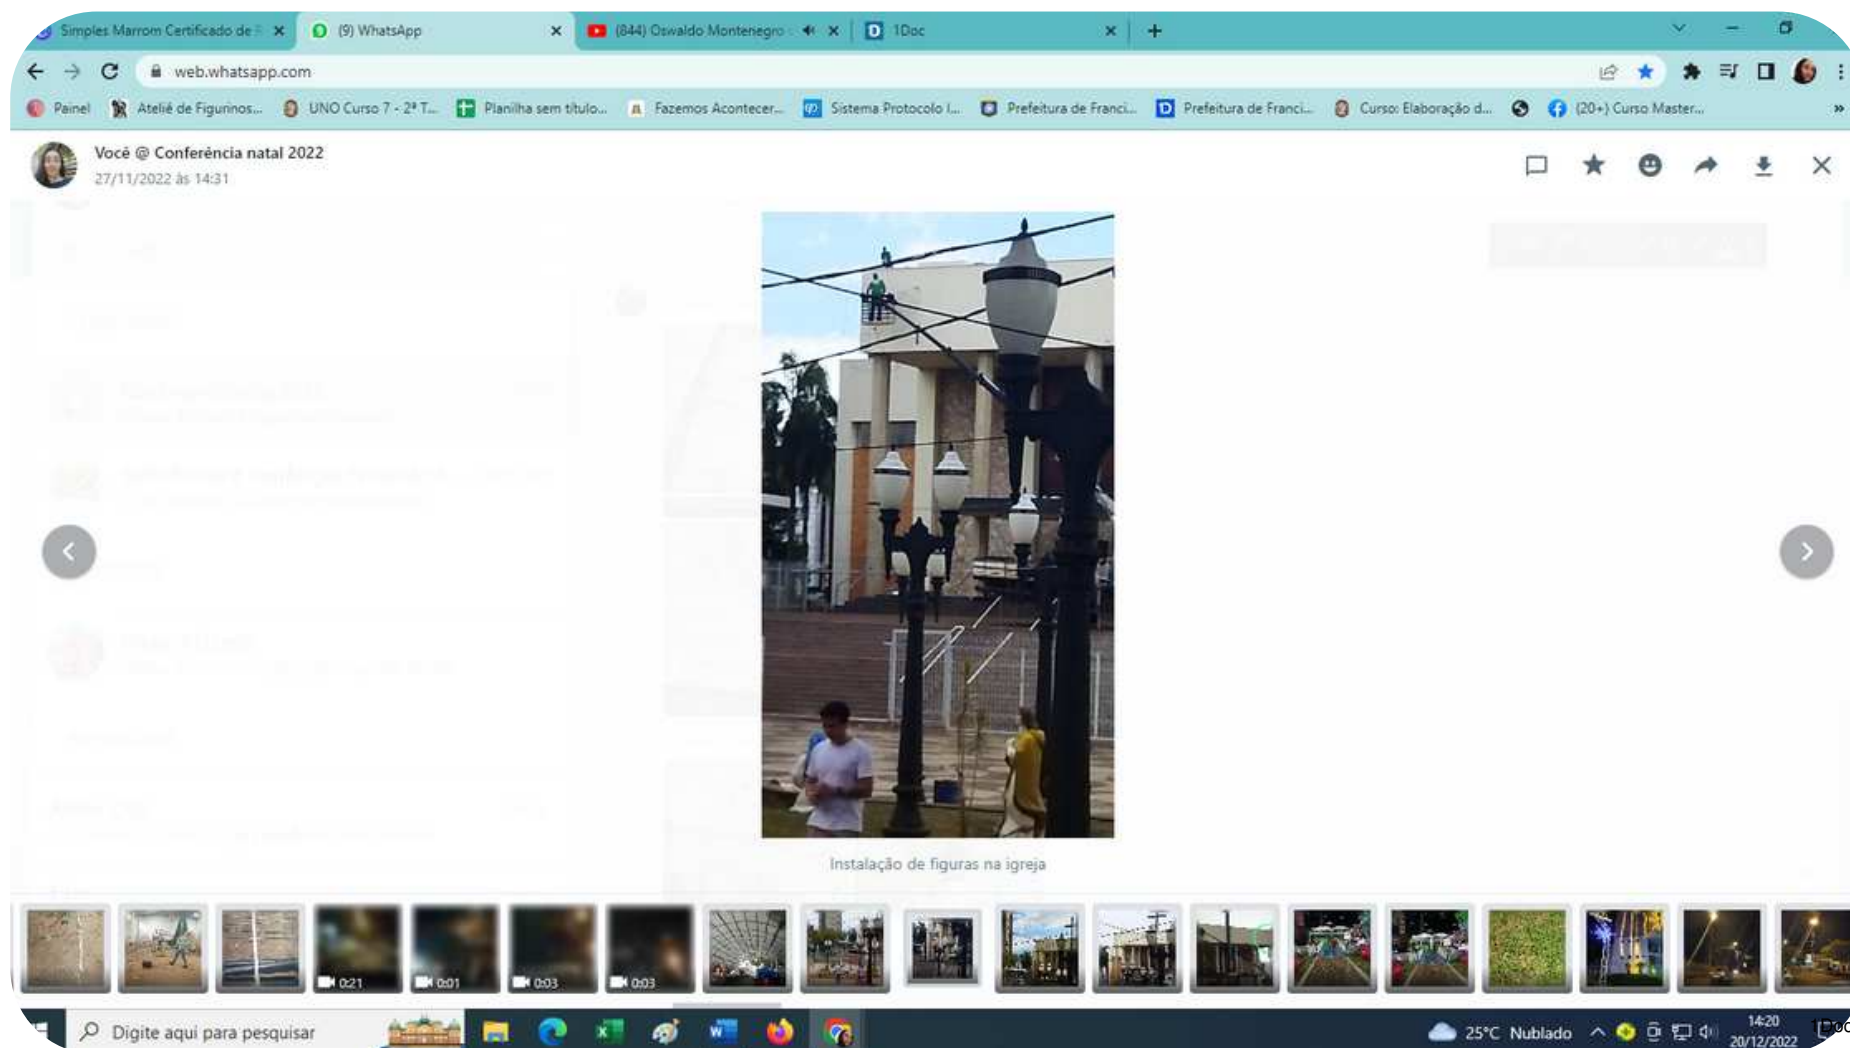 Simples Marrom Certificado de
(9) WhatsApp
(844) Oswaldo Montenegro
1Doc
web.whatsapp.com
Painel
Ateliê de Figurinos...
UNO Curso 7 - 2ª T...
Planilha sem título...
Fazemos Acontecer...
Sistema Protocolo I...
Prefeitura de Franci...
Prefeitura de Franci...
Curso: Elaboração d...
(20+) Curso Master...
Você @ Conferência natal 2022
27/11/2022 às 14:31
Instalação de figuras na igreja
0:21
0:01
0:03
0:03
Digite aqui para pesquisar
25°C Nublado
14:20
20/12/2022
1Doc